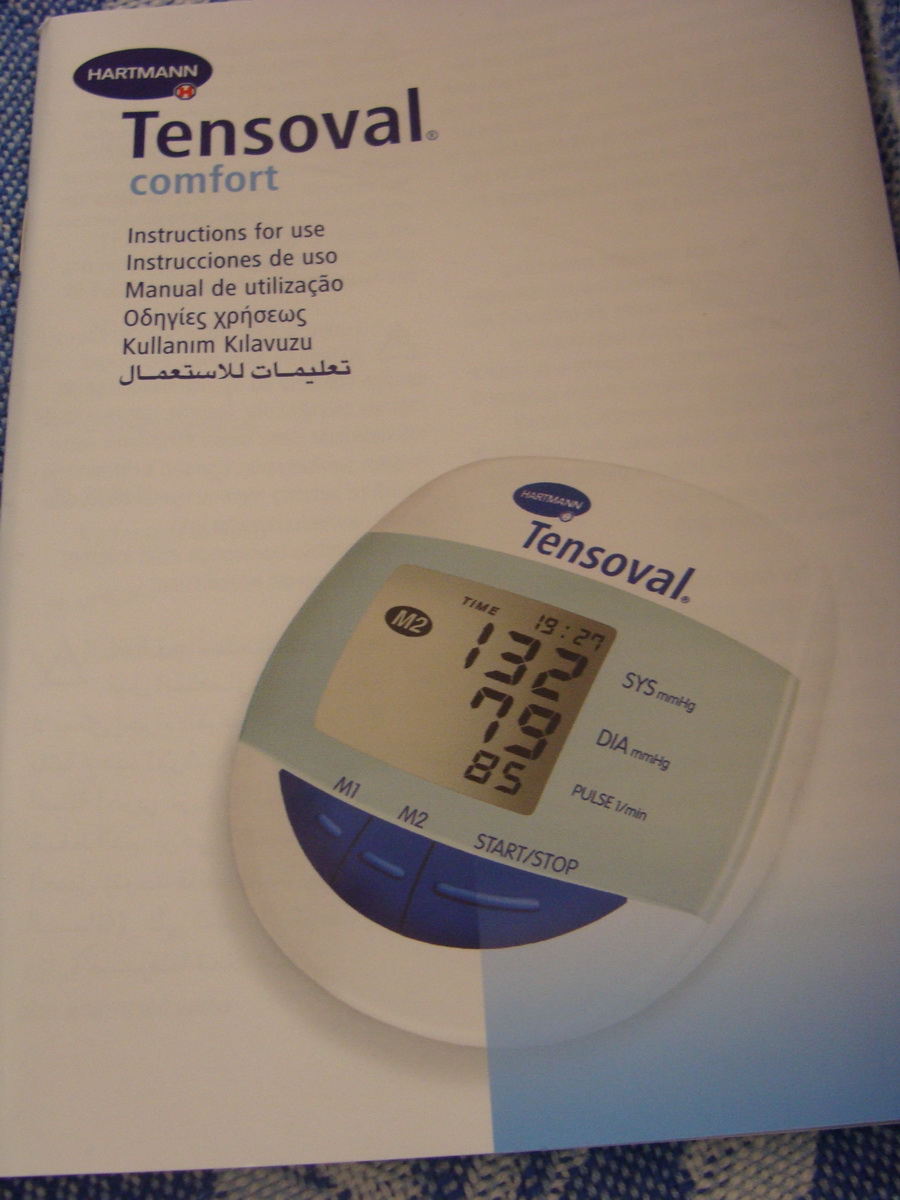 HARTMANN
Tensoval®
comfort
Instructions for use
Instrucciones de uso
Manual de utilização
Οδηγίες χρήσεως
Kullanım Kılavuzu
تعليمات للاستعمال
HARTMANN
Tensoval®
TIME 19:27
M2
132 SYS mmHg
79 DIA mmHg
85 PULSE 1/min
M1 M2 START/STOP